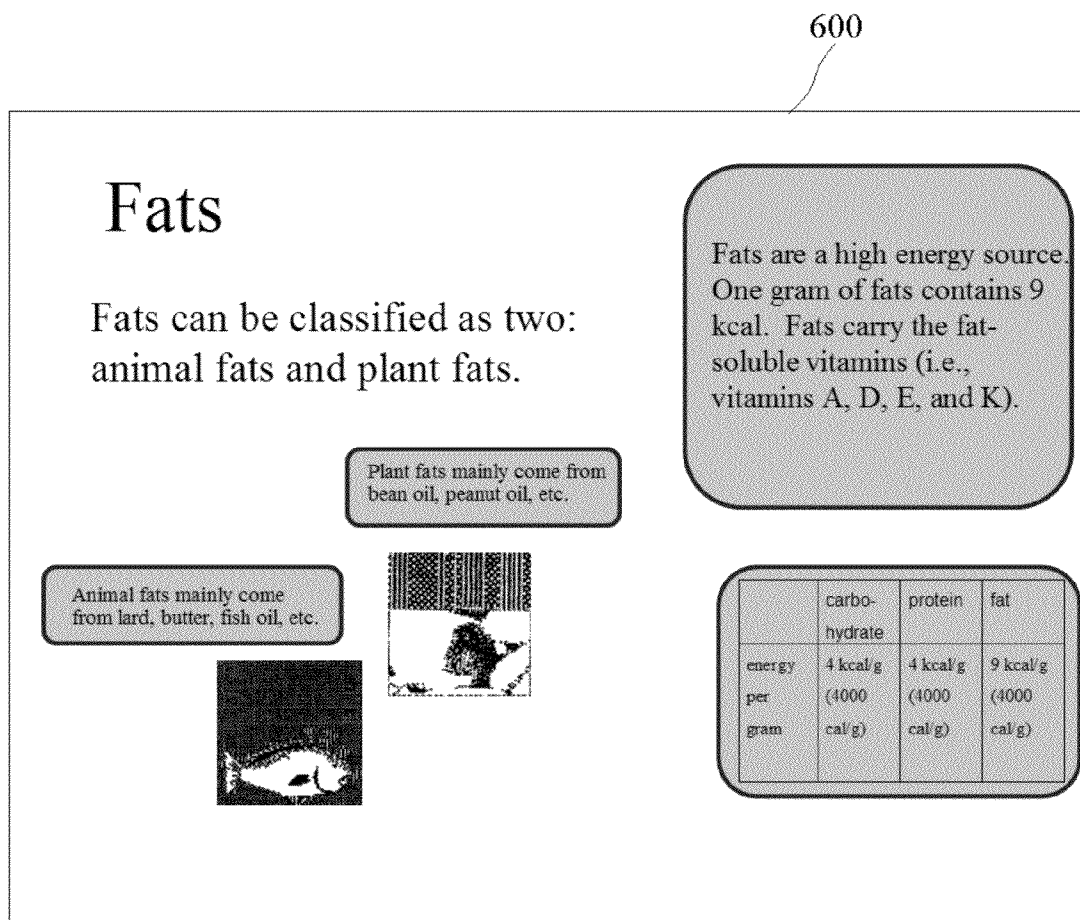 600
Fats
Fats can be classified as two:
animal fats and plant fats.
Fats are a high energy source.
One gram of fats contains 9
kcal.  Fats carry the fat-
soluble vitamins (i.e.,
vitamins A, D, E, and K).
Plant fats mainly come from
bean oil, peanut oil, etc.
Animal fats mainly come
from lard, butter, fish oil, etc.
carbo- protein fat
hydrate
energy 4 kcal/g 4 kcal/g 9 kcal/g
per (4000 (4000 (4000
gram cal/g) cal/g) cal/g)